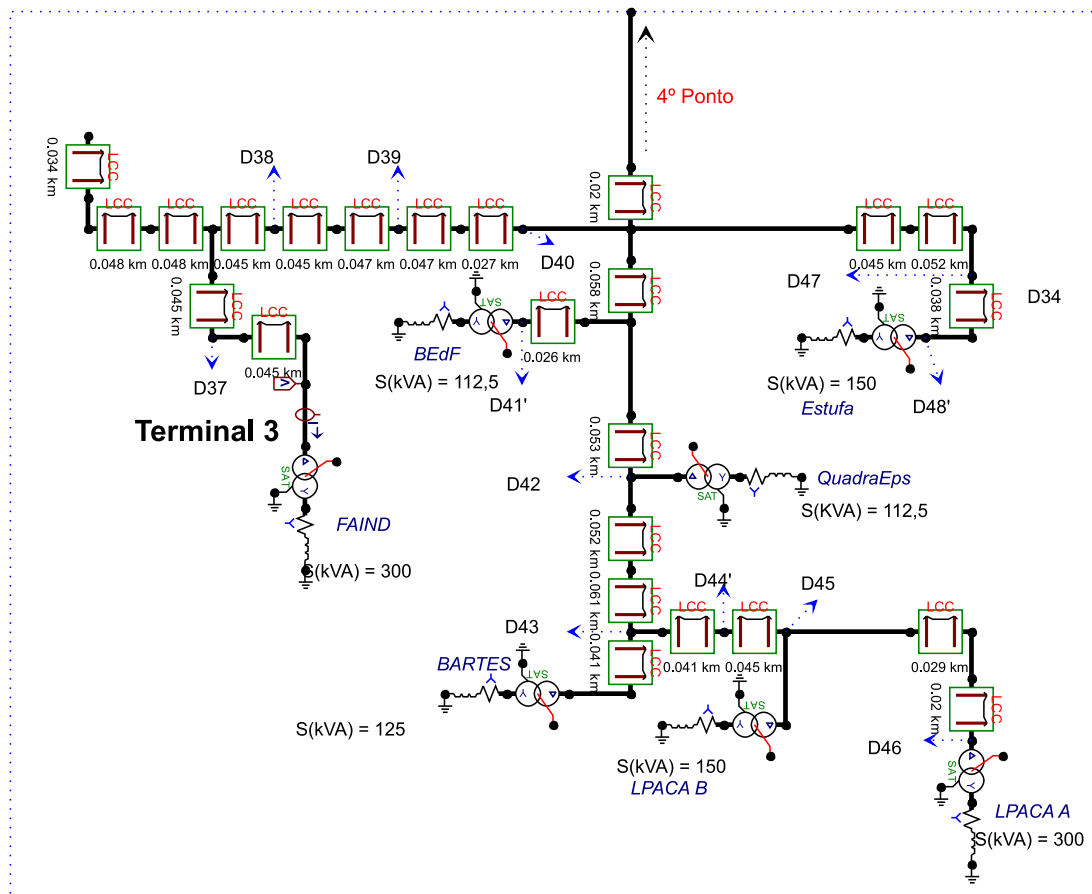 4º Ponto
D38
D39
LCC
0.034 km
LCC
0.02 km
LCC
LCC
LCC
LCC
LCC
LCC
LCC
LCC
LCC
0.048 km
0.048 km
0.045 km
0.045 km
0.047 km
0.047 km
0.027 km
D40
0.045 km
0.052 km
D47
D34
LCC
0.045 km
LCC
0.058 km
LCC
0.038 km
LCC
0.045 km
SAT
Y
LCC
0.026 km
SAT
Y
BEdF
S(kVA) = 112,5
D41'
D37
V
I
S(kVA) = 150
Estufa
D48'
Terminal 3
LCC
0.053 km
SAT
Y
D42
SAT
Y
QuadraEps
S(KVA) = 112,5
FAIND
S(kVA) = 300
LCC
0.052 km
LCC
0.061 km
D44'
D45
LCC
LCC
LCC
0.041 km
0.045 km
0.029 km
D43
LCC
0.041 km
BARTES
SAT
Y
S(kVA) = 125
SAT
Y
S(kVA) = 150
LPACA B
LCC
0.02 km
D46
SAT
Y
LPACA A
S(kVA) = 300